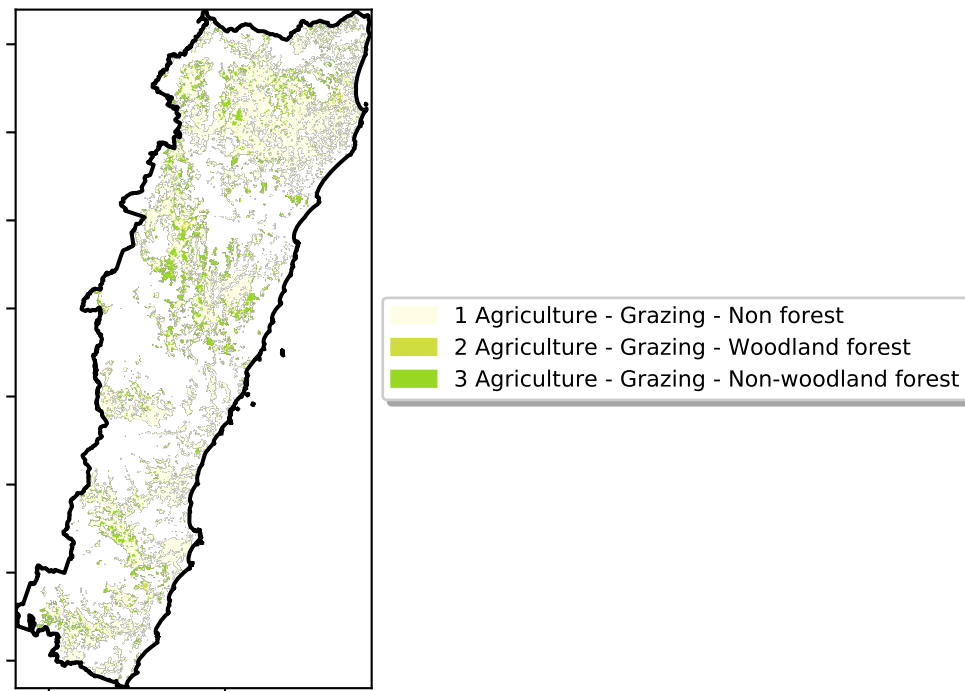 1 Agriculture - Grazing - Non forest
2 Agriculture - Grazing - Woodland forest
3 Agriculture - Grazing - Non-woodland forest